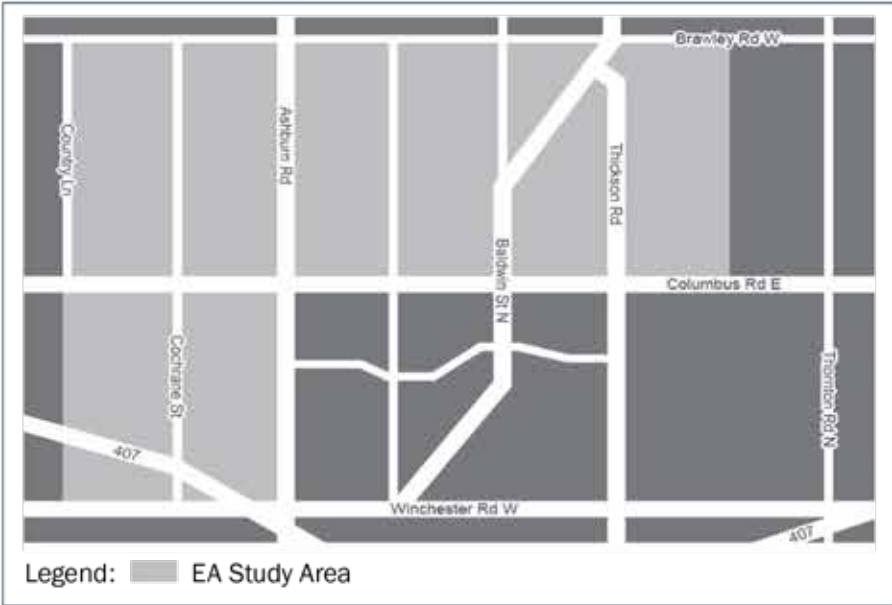 Brawley Rd W
Country Ln
Ashburn Rd
Thickson Rd
Baldwin St N
Columbus Rd E
Cochrane St
Thornton Rd N
407
Winchester Rd W
407
Legend: EA Study Area